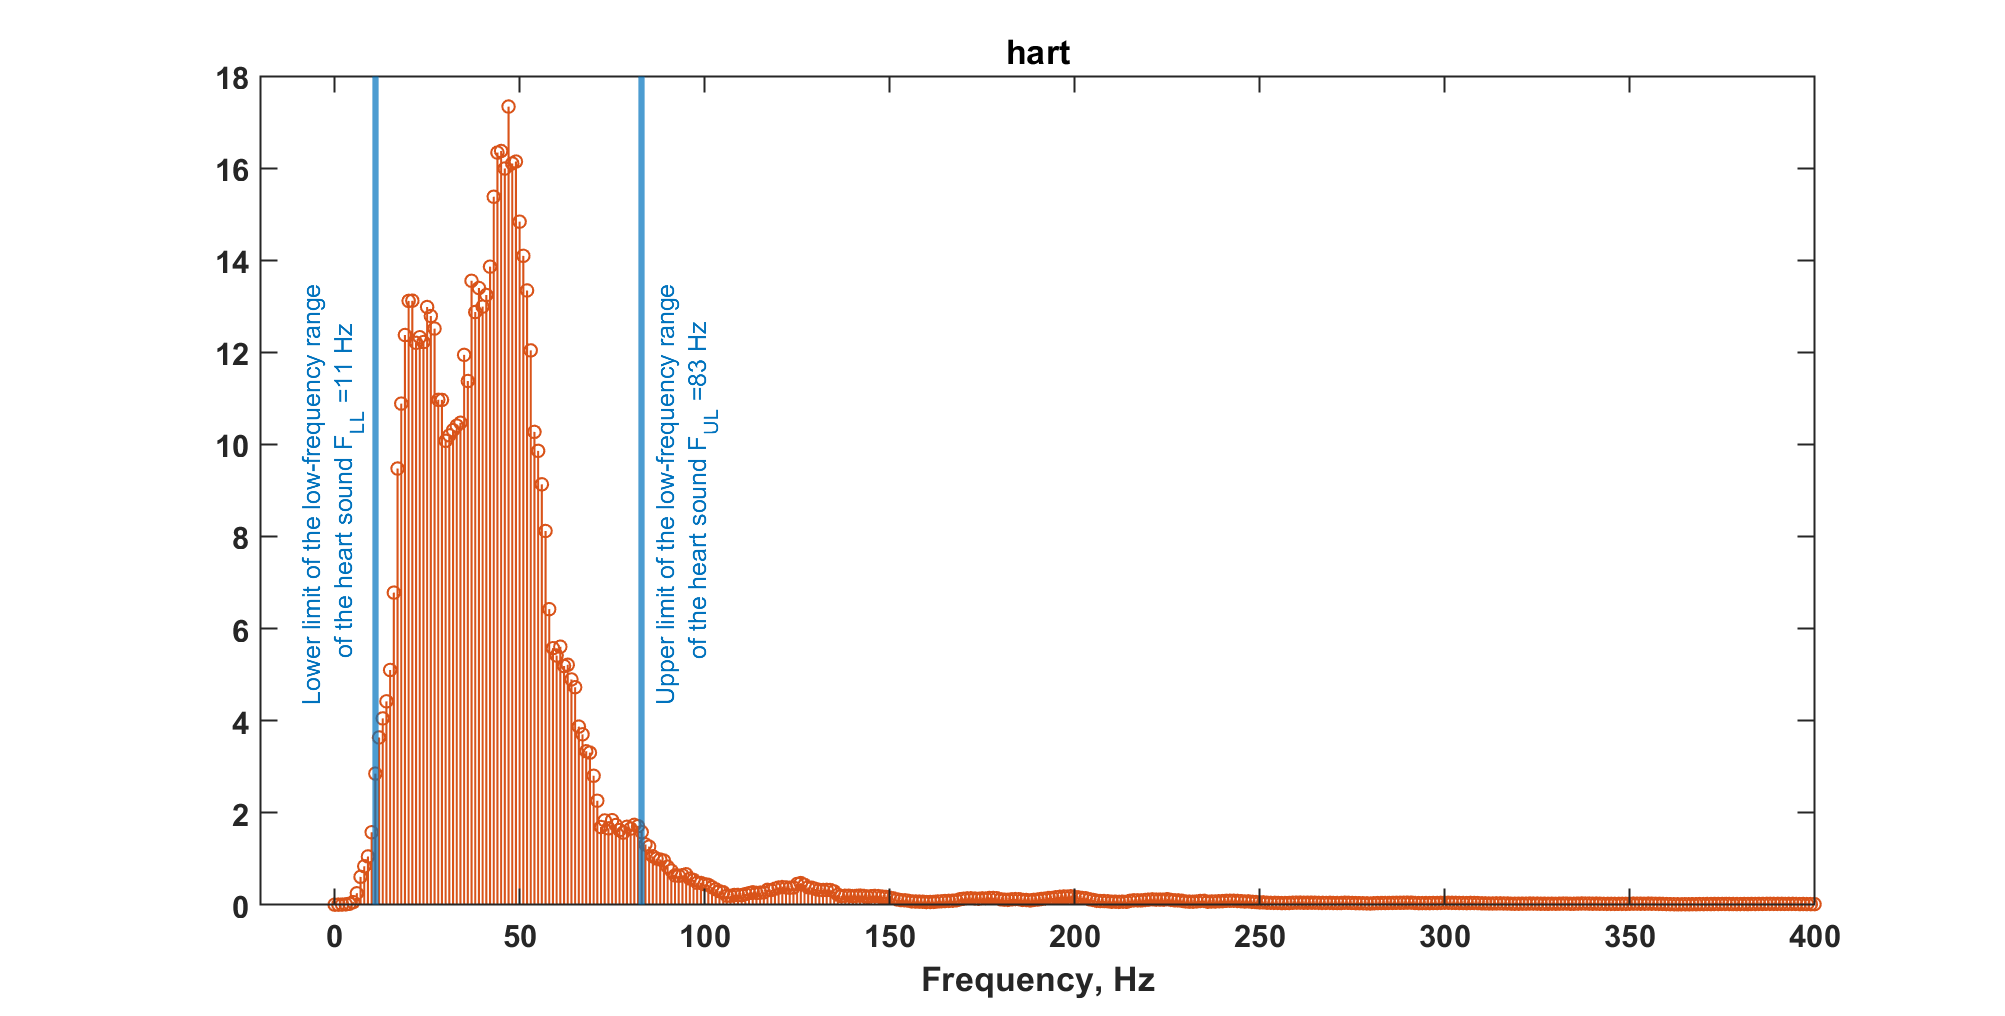 hart
18
16
14
12
10
8
6
4
2
0
Lower limit of the low-frequency range
of the heart sound F_LL =11 Hz
Upper limit of the low-frequency range
of the heart sound F_UL =83 Hz
0 50 100 150 200 250 300 350 400
Frequency, Hz